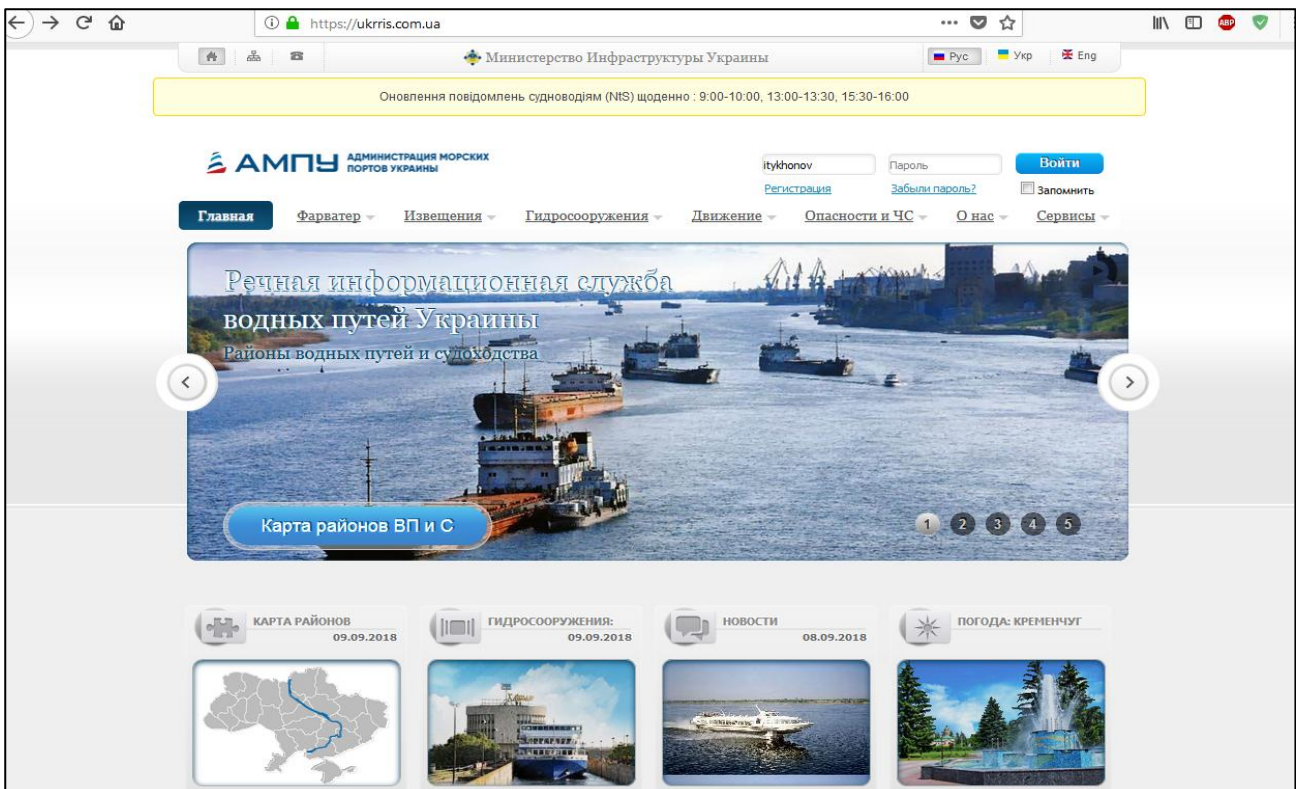 https://ukrris.com.ua
ABP
Министерство Инфраструктуры Украины
Рус
Укр
Eng
Оновлення повідомлень судноводіям (NtS) щоденно : 9:00-10:00, 13:00-13:30, 15:30-16:00
АМПУ
АДМИНИСТРАЦИЯ МОРСКИХ
ПОРТОВ УКРАИНЫ
itykhonov
Пароль
Войти
Регистрация
Забыли пароль?
Запомнить
Главная
Фарватер
Извещения
Гидросооружения
Движение
Опасности и ЧС
О нас
Сервисы
Речная информационная служба
водных путей Украины
Районы водных путей и судоходства
Карта районов ВП и С
1 2 3 4 5
КАРТА РАЙОНОВ
09.09.2018
ГИДРОСООРУЖЕНИЯ:
09.09.2018
НОВОСТИ
08.09.2018
ПОГОДА: КРЕМЕНЧУГ